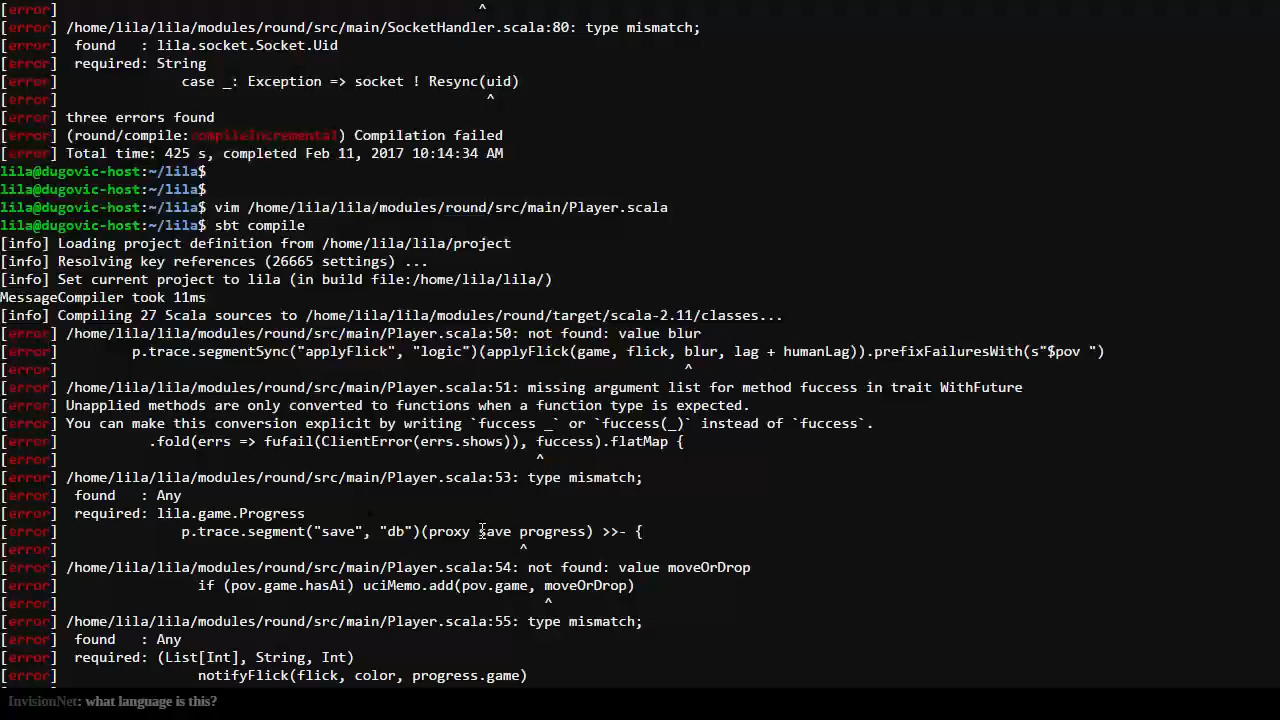 [error] ^
[error] /home/lila/lila/modules/round/src/main/SocketHandler.scala:80: type mismatch;
[error]  found   : lila.socket.Socket.Uid
[error]  required: String
[error]               case _: Exception => socket ! Resync(uid)
[error]                                                    ^
[error] three errors found
[error] (round/compile:compileIncremental) Compilation failed
[error] Total time: 425 s, completed Feb 11, 2017 10:14:34 AM
lila@dugovic-host:~/lila$
lila@dugovic-host:~/lila$
lila@dugovic-host:~/lila$ vim /home/lila/lila/modules/round/src/main/Player.scala
lila@dugovic-host:~/lila$ sbt compile
[info] Loading project definition from /home/lila/lila/project
[info] Resolving key references (26665 settings) ...
[info] Set current project to lila (in build file:/home/lila/lila/)
MessageCompiler took 11ms
[info] Compiling 27 Scala sources to /home/lila/lila/modules/round/target/scala-2.11/classes...
[error] /home/lila/lila/modules/round/src/main/Player.scala:50: not found: value blur
[error]         p.trace.segmentSync("applyFlick", "logic")(applyFlick(game, flick, blur, lag + humanLag)).prefixFailuresWith(s"$pov ")
[error]                                                                            ^
[error] /home/lila/lila/modules/round/src/main/Player.scala:51: missing argument list for method fuccess in trait WithFuture
[error] Unapplied methods are only converted to functions when a function type is expected.
[error] You can make this conversion explicit by writing `fuccess _` or `fuccess(_)` instead of `fuccess`.
[error]           .fold(errs => fufail(ClientError(errs.shows)), fuccess).flatMap {
[error]                                                          ^
[error] /home/lila/lila/modules/round/src/main/Player.scala:53: type mismatch;
[error]  found   : Any
[error]  required: lila.game.Progress
[error]               p.trace.segment("save", "db")(proxy save progress) >>- {
[error]                                                        ^
[error] /home/lila/lila/modules/round/src/main/Player.scala:54: not found: value moveOrDrop
[error]                 if (pov.game.hasAi) uciMemo.add(pov.game, moveOrDrop)
[error]                                                           ^
[error] /home/lila/lila/modules/round/src/main/Player.scala:55: type mismatch;
[error]  found   : Any
[error]  required: (List[Int], String, Int)
[error]                 notifyFlick(flick, color, progress.game)
InvisionNet: what language is this?